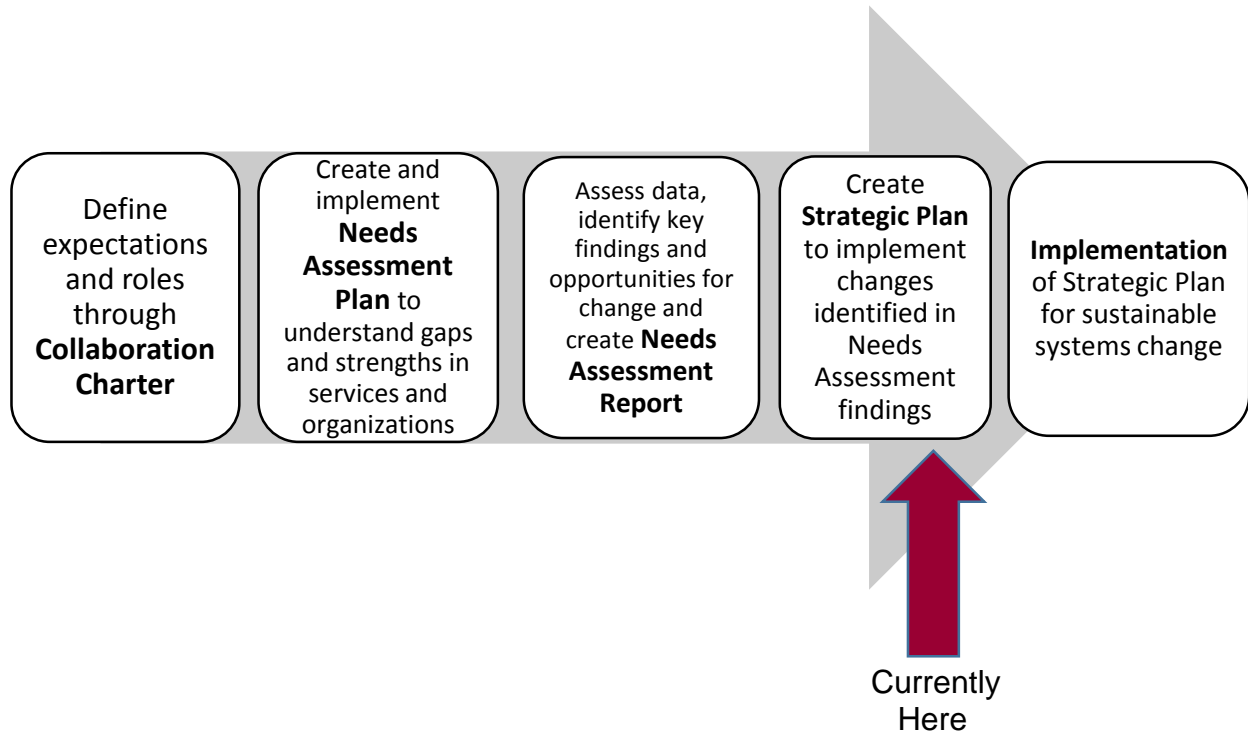 Define
expectations
and roles
through
Collaboration
Charter
Create and
implement
Needs
Assessment
Plan to
understand gaps
and strengths in
services and
organizations
Assess data,
identify key
findings and
opportunities for
change and
create Needs
Assessment
Report
Create
Strategic Plan
to implement
changes
identified in
Needs
Assessment
findings
Implementation
of Strategic Plan
for sustainable
systems change
Currently
Here